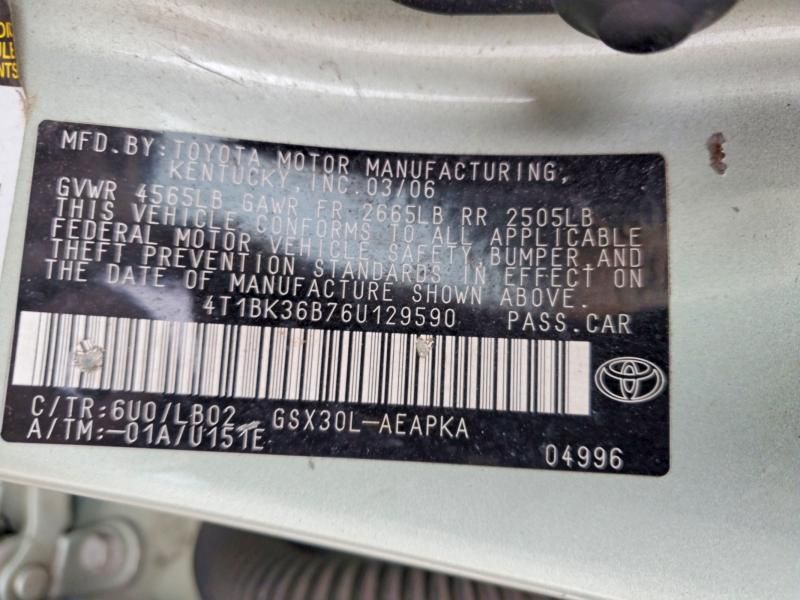 MFD.BY:TOYOTA MOTOR MANUFACTURING,
KENTUCKY, INC.03/06
GVWR 4565LB GAWR FR 2665LB RR 2505LB
THIS VEHICLE CONFORMS TO ALL APPLICABLE
FEDERAL MOTOR VEHICLE SAFETY,BUMPER,AND
THEFT PREVENTION STANDARDS IN EFFECT ON
THE DATE OF MANUFACTURE SHOWN ABOVE.
4T1BK36B76U129590 PASS.CAR
C/TR:6U0/LB02 GSX30L-AEAPKA
A/TM:-01A/U151E
04996